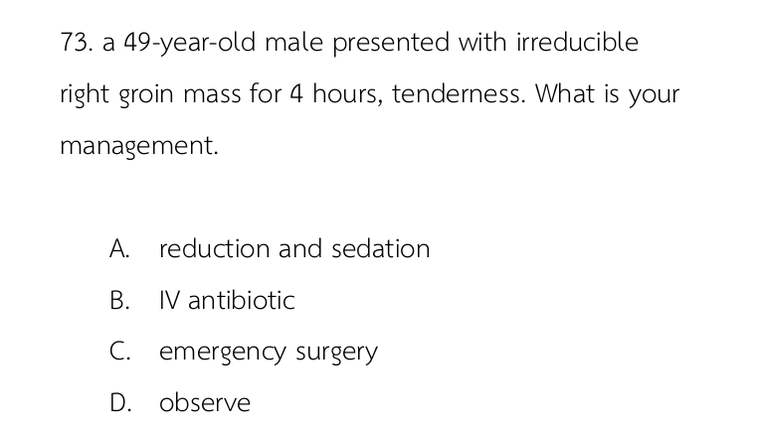 73. a 49-year-old male presented with irreducible
right groin mass for 4 hours, tenderness. What is your
management.
A. reduction and sedation
B. IV antibiotic
C. emergency surgery
D. observe